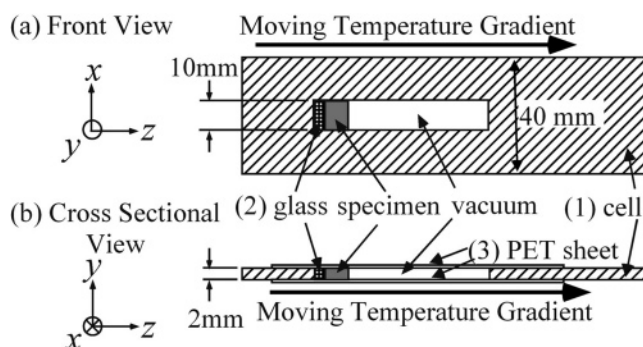 (a) Front View
Moving Temperature Gradient
10mm
x
y
z
40 mm
(b) Cross Sectional
View
(2) glass specimen vacuum
(1) cell
(3) PET sheet
y
x
z
2mm
Moving Temperature Gradient